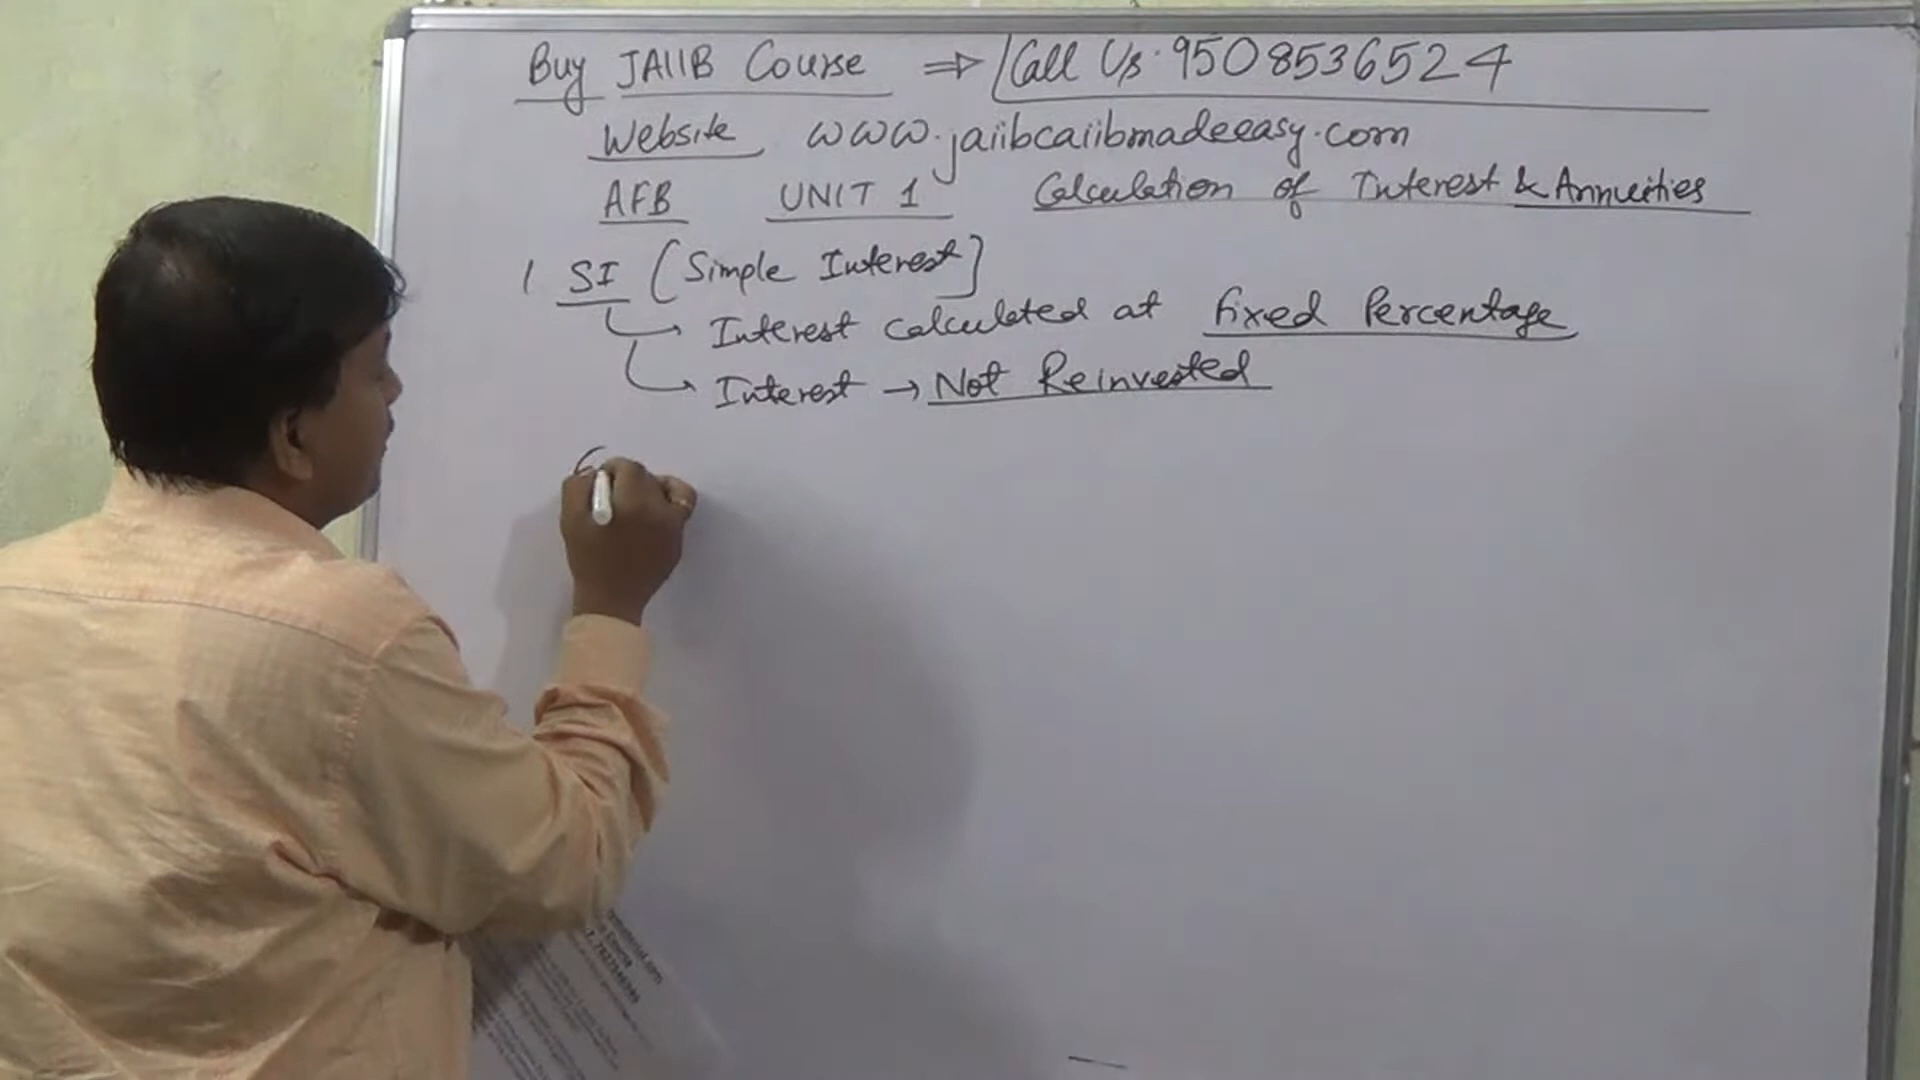 Buy JAIIB Course ⇒ Call Us. 9508536524
Website www.jaiibcaiibmadeeasy.com
AFB UNIT 1 Calculation of Interest & Annuities
1 SI (Simple Interest]
Interest calculated at fixed Percentage
Interest → Not Reinvested